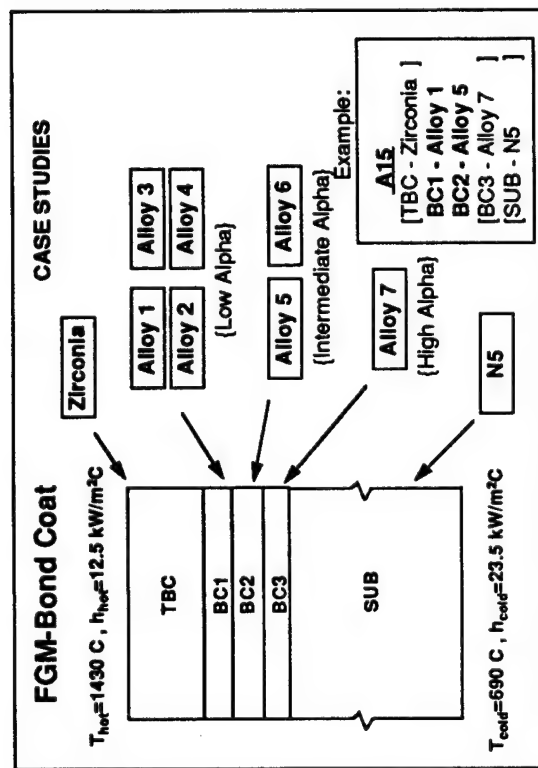 FGM-Bond Coat
CASE STUDIES
T_hot=1430 C , h_hot=12.5 kW/m²C
TBC
BC1
BC2
BC3
SUB
T_cold=690 C , h_cold=23.5 kW/m²C
Zirconia
Alloy 1
Alloy 3
Alloy 2
Alloy 4
{Low Alpha}
Alloy 5
Alloy 6
{Intermediate Alpha}
Alloy 7
{High Alpha}
N5
Example:
A15
[TBC - Zirconia ]
BC1 - Alloy 1
BC2 - Alloy 5
[BC3 - Alloy 7 ]
[SUB - N5 ]